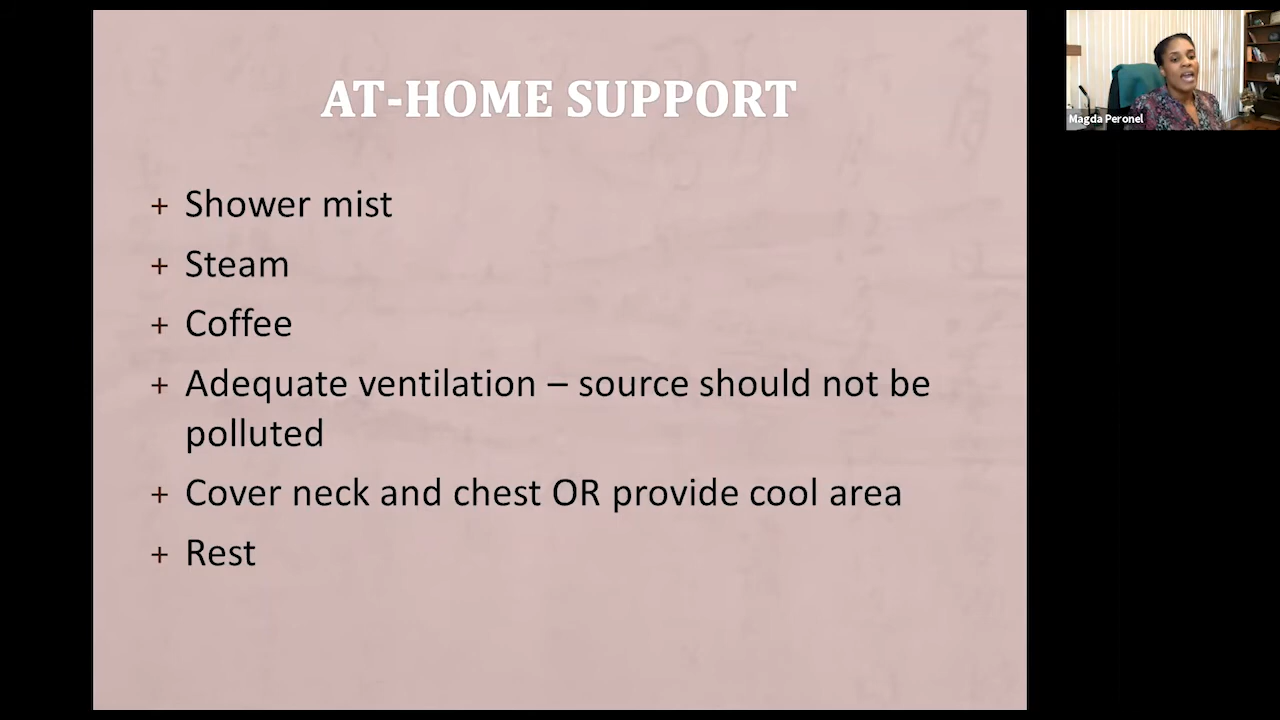 AT-HOME SUPPORT
+ Shower mist
+ Steam
+ Coffee
+ Adequate ventilation – source should not be
polluted
+ Cover neck and chest OR provide cool area
+ Rest
Magda Peronel